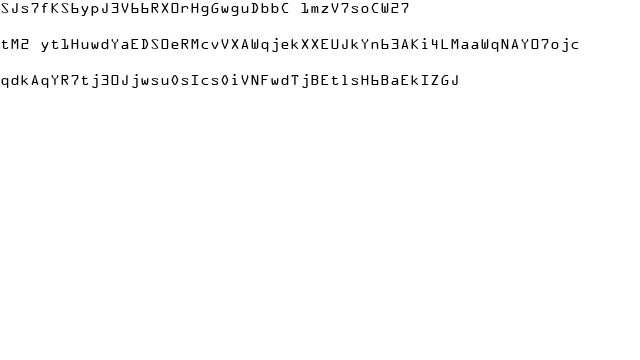 SJs7fKS6ypJ3V66RXOrHgGwguDbbC 1mzV7soCW27
tM2 yt1HuwdYaEDSOeRMcvVXAWqjekXXEUJkYn63AKi4LMaaWqNAYO7ojc
qdkAqYR7tj3OJjwsu0sIcs0iVNFwdTjBEt1sH6BaEkIZGJ